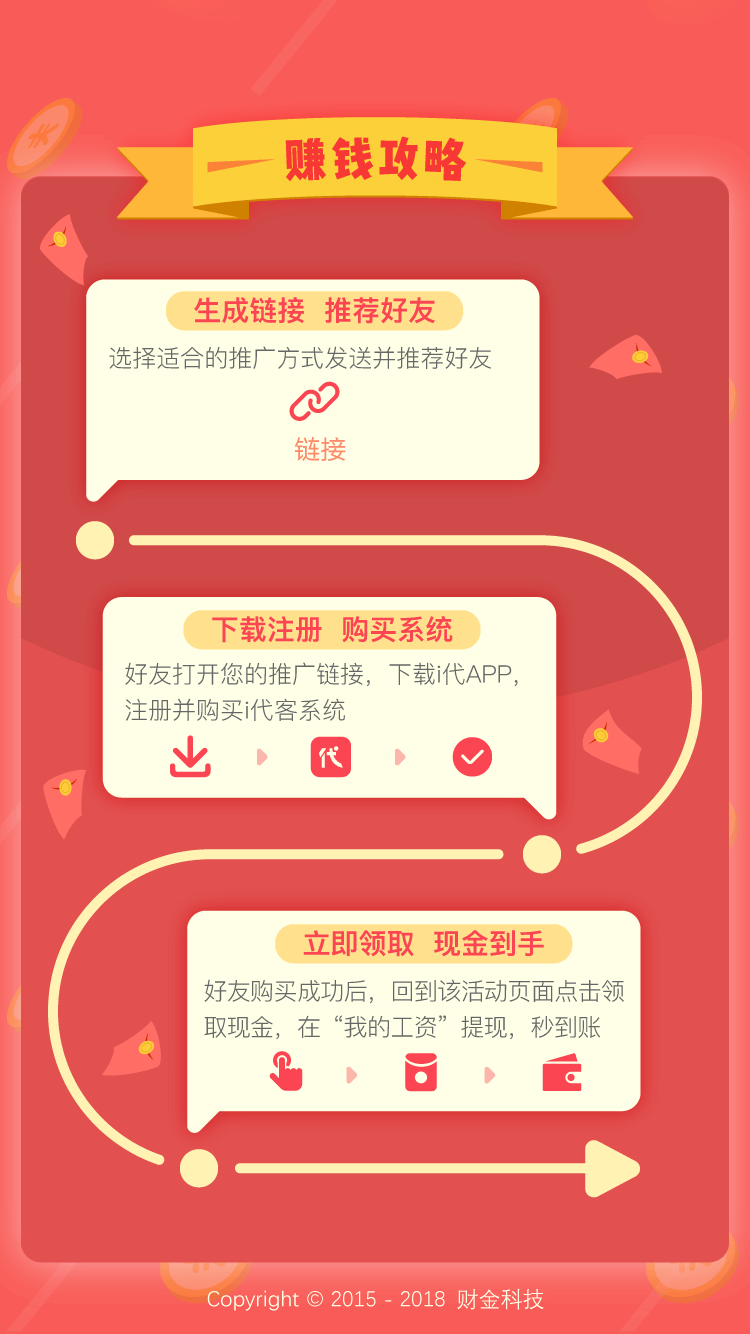 赚钱攻略
生成链接 推荐好友
选择适合的推广方式发送并推荐好友
链接
下载注册 购买系统
好友打开您的推广链接，下载i代APP，
注册并购买i代客系统
代
立即领取 现金到手
好友购买成功后，回到该活动页面点击领
取现金，在“我的工资”提现，秒到账
Copyright © 2015 - 2018 财金科技